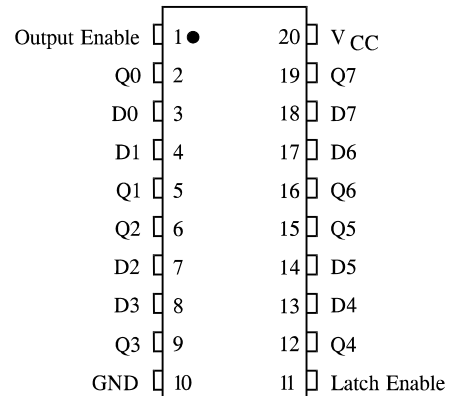 Output Enable 1 20 V CC
Q0 2 19 Q7
D0 3 18 D7
D1 4 17 D6
Q1 5 16 Q6
Q2 6 15 Q5
D2 7 14 D5
D3 8 13 D4
Q3 9 12 Q4
GND 10 11 Latch Enable